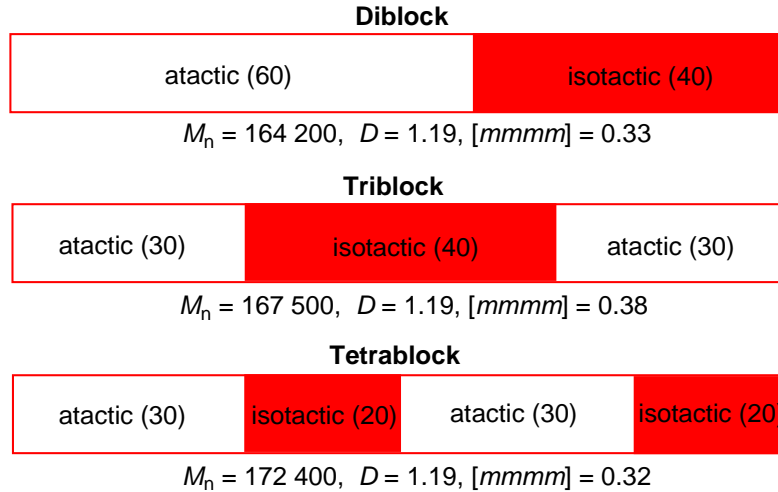 Diblock
atactic (60) isotactic (40)
Mn = 164 200, D = 1.19, [mmmm] = 0.33
Triblock
atactic (30) isotactic (40) atactic (30)
Mn = 167 500, D = 1.19, [mmmm] = 0.38
Tetrablock
atactic (30) isotactic (20) atactic (30) isotactic (20)
Mn = 172 400, D = 1.19, [mmmm] = 0.32